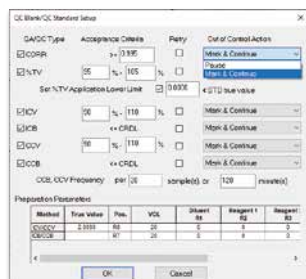 QC Blank/QC Standard Setup
QA/QC Type Acceptance Criteria Retry Out of Control Action
CORR >= 0.995 Mark & Continue
Pause
Mark & Continue
%TV 95 % - 105 %
Set %TV Application Lower Limit 0.0000 < STD true value
ICV 90 % - 110 % Mark & Continue
ICB <= CRDL Mark & Continue
CCV 90 % - 110 % Mark & Continue
CCB <= CRDL Mark & Continue
CCB, CCV Frequency per 20 sample(s), or 120 minute(s)
Preparation Parameters
Method True Value Pos. VOL Diluent Reagent 1 Reagent
ICV/CCV 2.0000 R8 20 0 0 0
ICB/CCB R7 20 0 0 0
OK Cancel